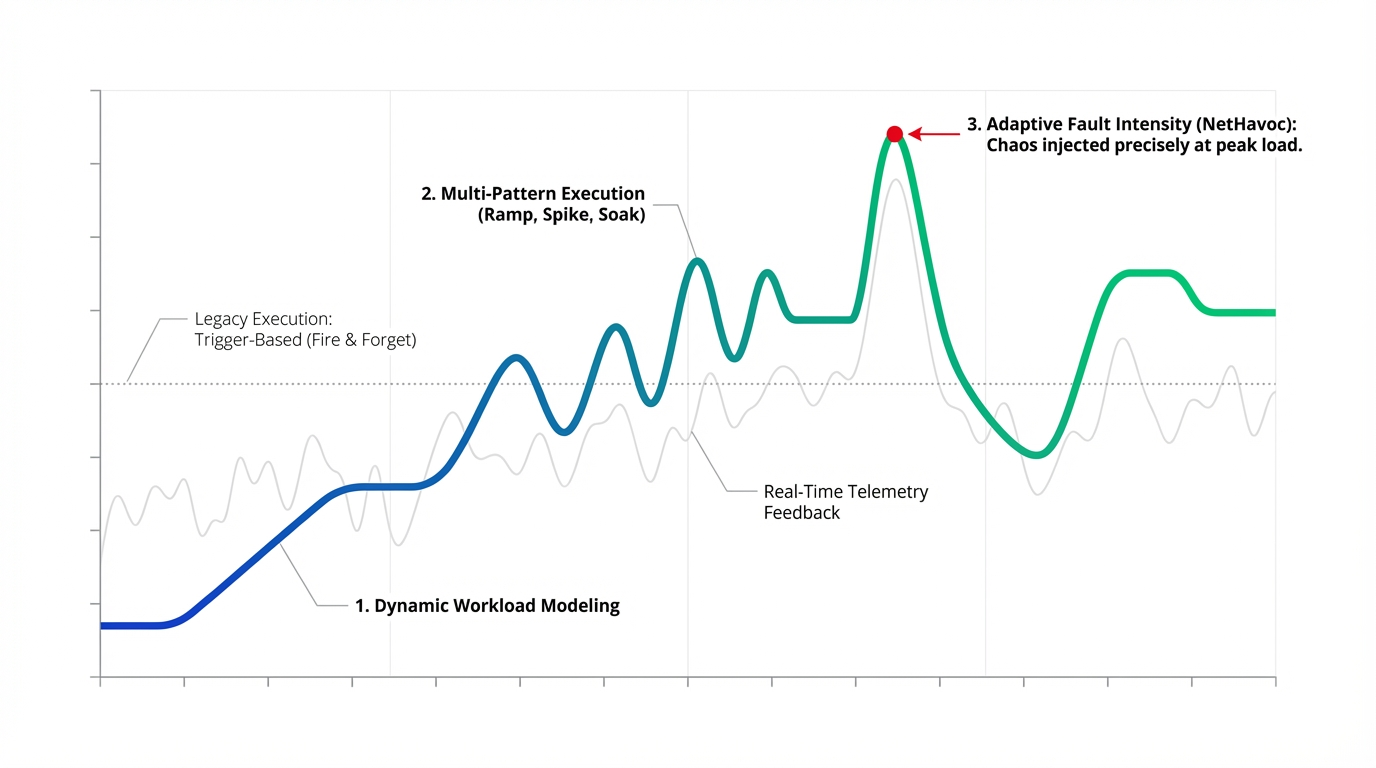 3. Adaptive Fault Intensity (NetHavoc):
Chaos injected precisely at peak load.
2. Multi-Pattern Execution
(Ramp, Spike, Soak)
Legacy Execution:
Trigger-Based (Fire & Forget)
Real-Time Telemetry
Feedback
1. Dynamic Workload Modeling